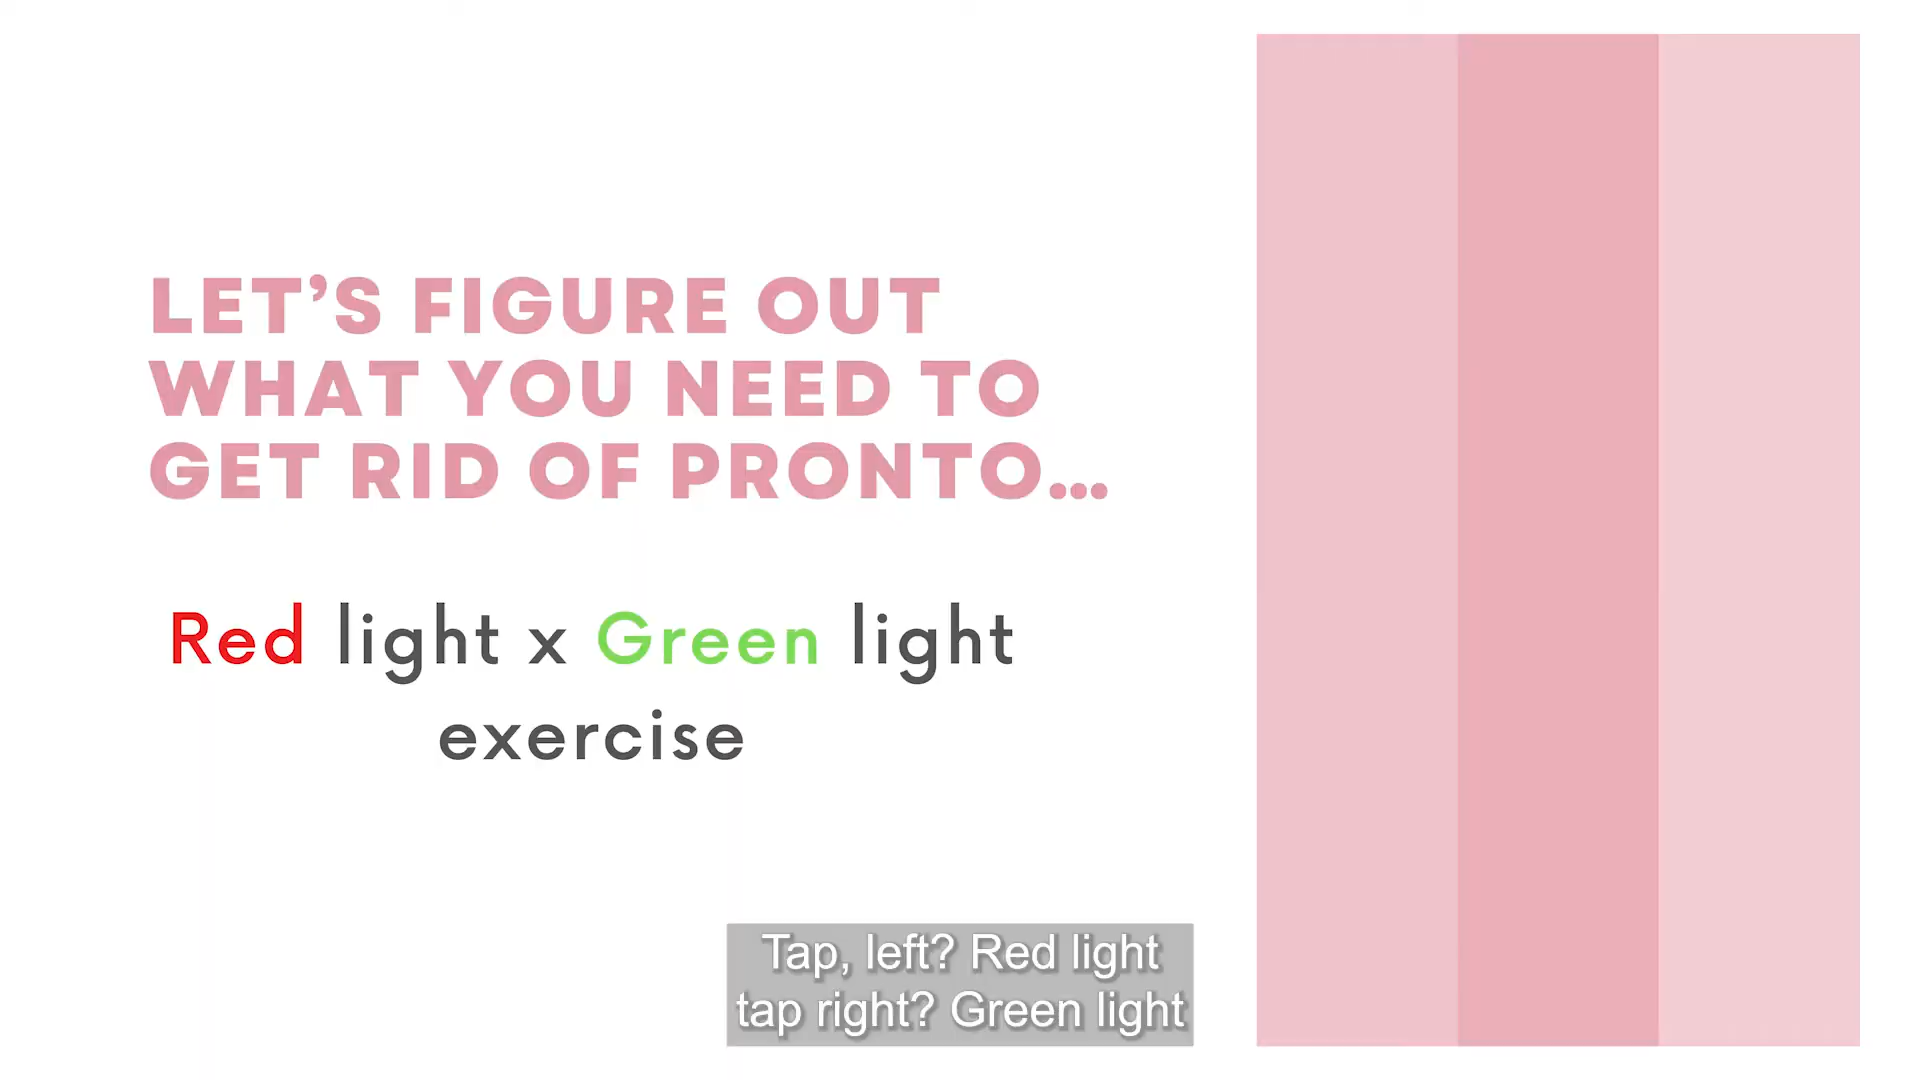 LET’S FIGURE OUT
WHAT YOU NEED TO
GET RID OF PRONTO...
Red light x Green light
exercise
Tap, left? Red light
tap right? Green light